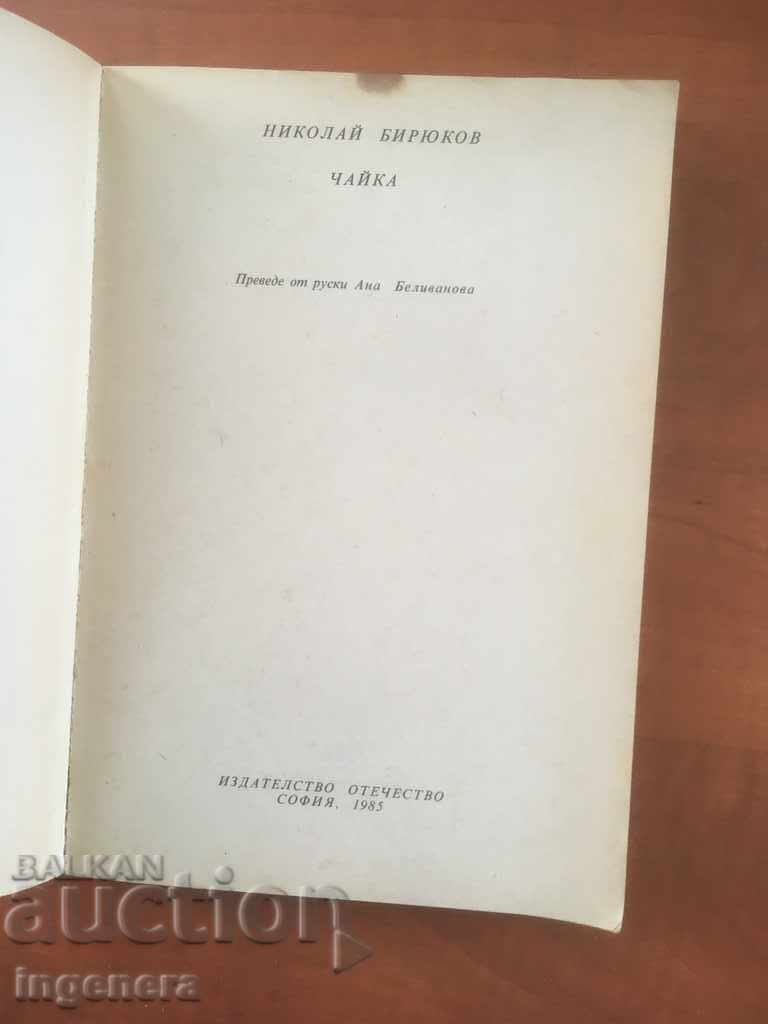 НИКОЛАЙ БИРЮКОВ
ЧАЙКА
Преведе от руски Ана Беливанова
ИЗДАТЕЛСТВО ОТЕЧЕСТВО
СОФИЯ, 1985
BALKAN
auction
ingenera